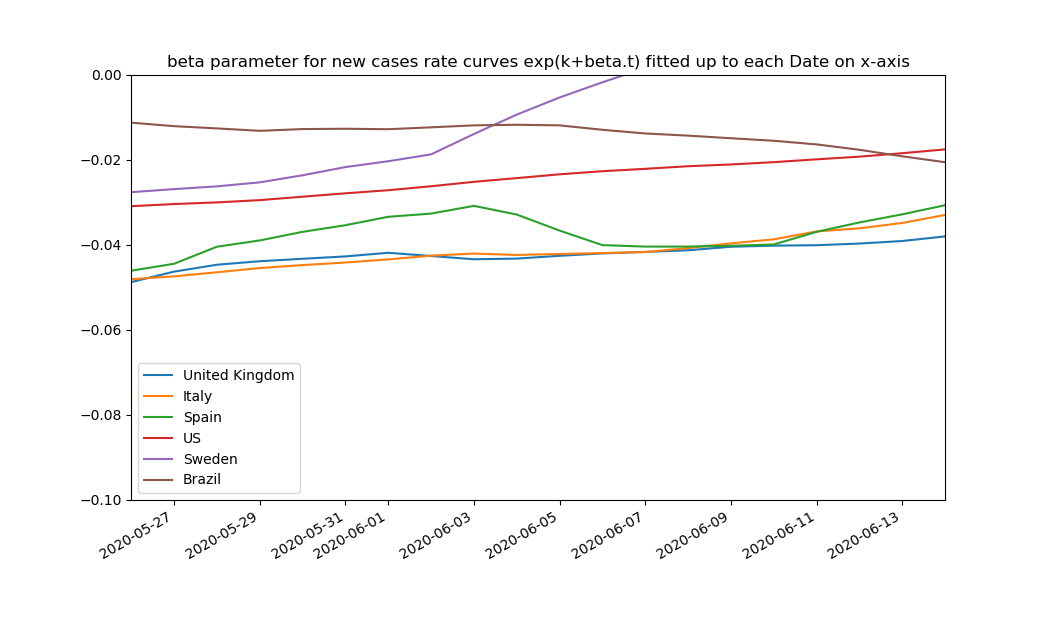 beta parameter for new cases rate curves exp(k+beta.t) fitted up to each Date on x-axis
0.00
−0.02
−0.04
−0.06
−0.08
−0.10
United Kingdom
Italy
Spain
US
Sweden
Brazil
2020-05-27
2020-05-29
2020-05-31
2020-06-01
2020-06-03
2020-06-05
2020-06-07
2020-06-09
2020-06-11
2020-06-13